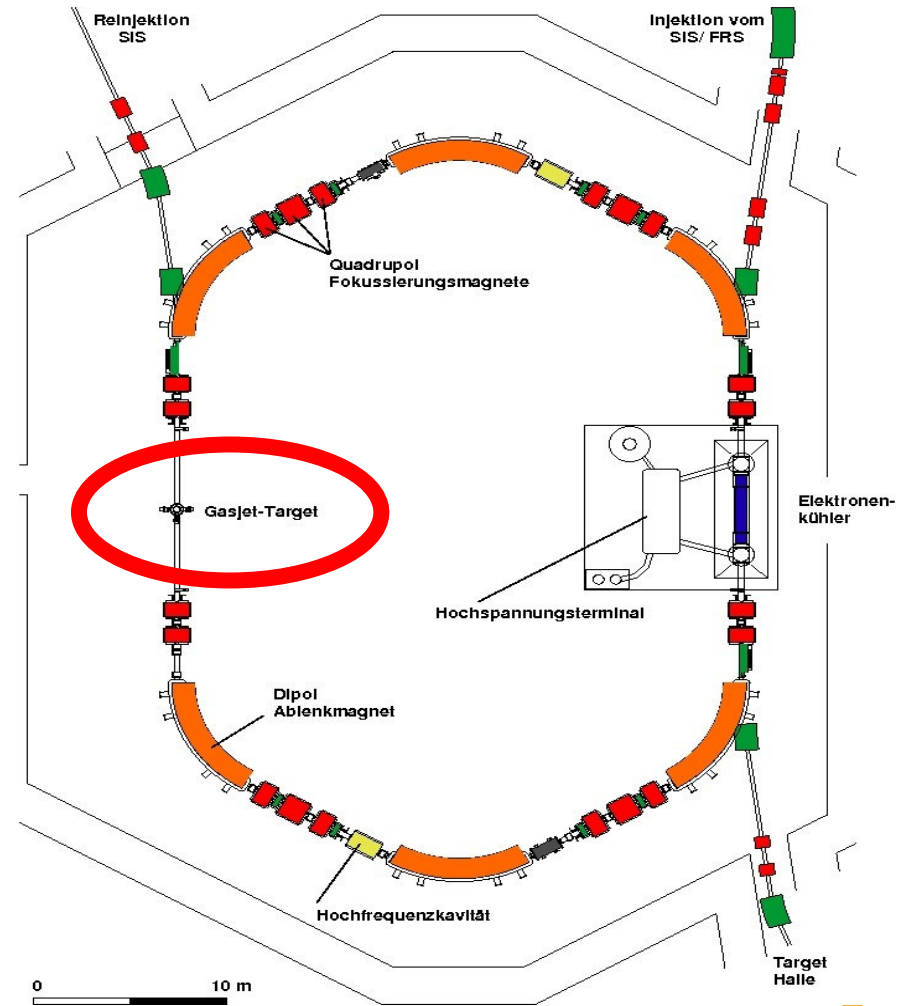 Reinjektion
SIS
Injektion vom
SIS/ FRS
Quadrupol
Fokussierungsmagnete
Gasjet-Target
Elektronen-
kühler
Hochspannungsterminal
Dipol
Ablenkmagnet
Hochfrequenzkavität
Target
Halle
0 10 m